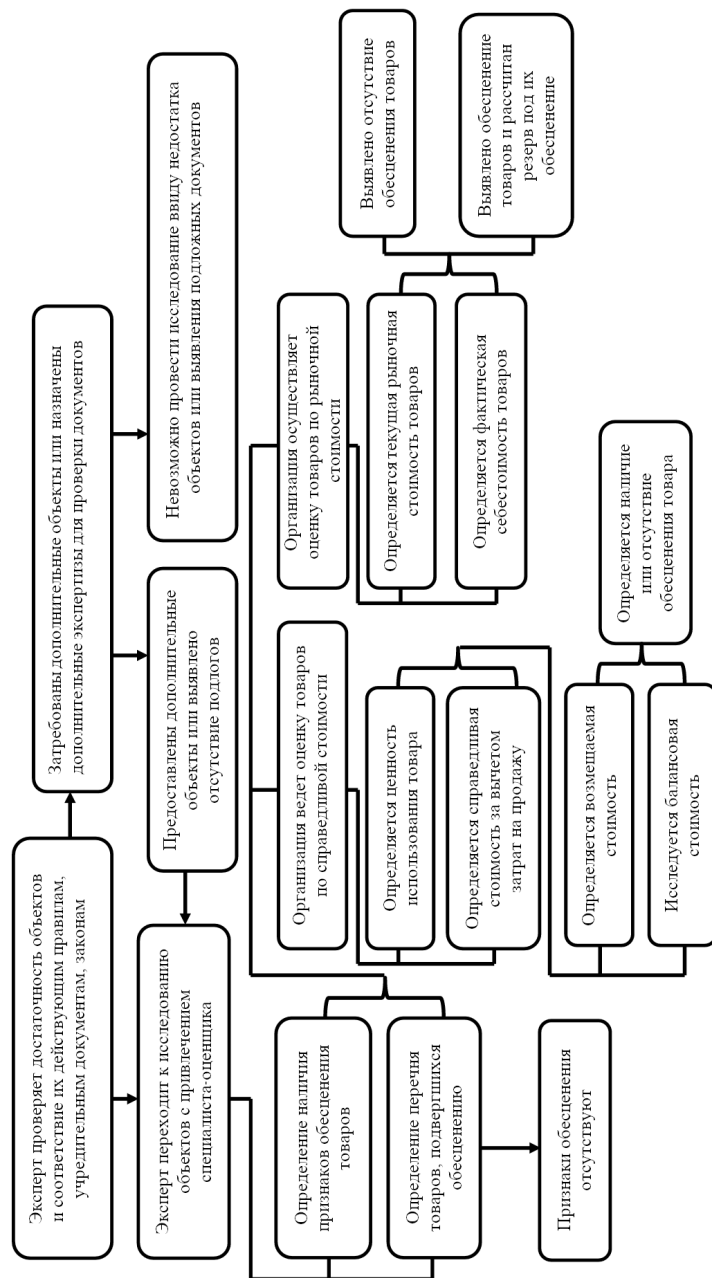 Эксперт проверяет достаточность объектов
и соответствие их действующим правилам,
учредительным документам, законам
Затребованы дополнительные объекты или назначены
дополнительные экспертизы для проверки документов
Эксперт переходит к исследованию
объектов с привлечением
специалиста-оценщика
Предоставлены дополнительные
объекты или выявлено
отсутствие подлогов
Невозможно провести исследование ввиду недостатка
объектов или выявления подложных документов
Определение наличия
признаков обесценения
товаров
Определение перечня
товаров, подвергшихся
обесценению
Признаки обесценения
отсутствуют
Организация ведет оценку товаров
по справедливой стоимости
Определяется ценность
использования товара
Определяется справедливая
стоимость за вычетом
затрат на продажу
Определяется возмещаемая
стоимость
Исследуется балансовая
стоимость
Определяется наличие
или отсутствие
обесценения товара
Организация осуществляет
оценку товаров по рыночной
стоимости
Определяется текущая рыночная
стоимость товаров
Определяется фактическая
себестоимость товаров
Выявлено отсутствие
обесценения товаров
Выявлено обесценение
товаров и рассчитан
резерв под их
обесценение